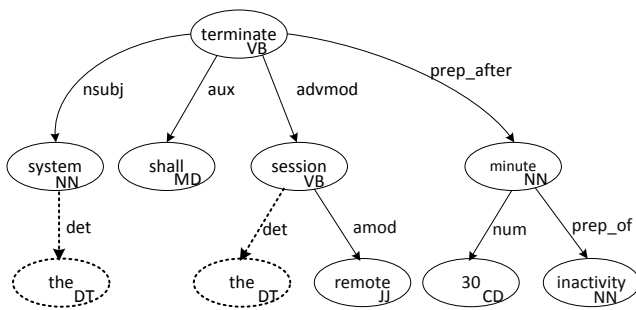 terminate
VB
nsubj
aux
advmod
prep_after
system
NN
shall
MD
session
VB
minute
NN
det
det
amod
num
prep_of
the
DT
the
DT
remote
JJ
30
CD
inactivity
NN